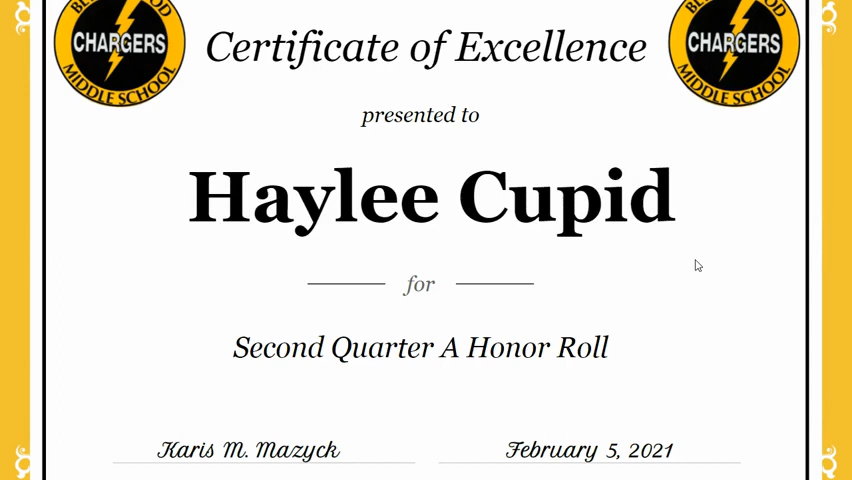 CHARGERS
MIDDLE SCHOOL
Certificate of Excellence
CHARGERS
MIDDLE SCHOOL
presented to
Haylee Cupid
for
Second Quarter A Honor Roll
Karis M. Mazyck
February 5, 2021